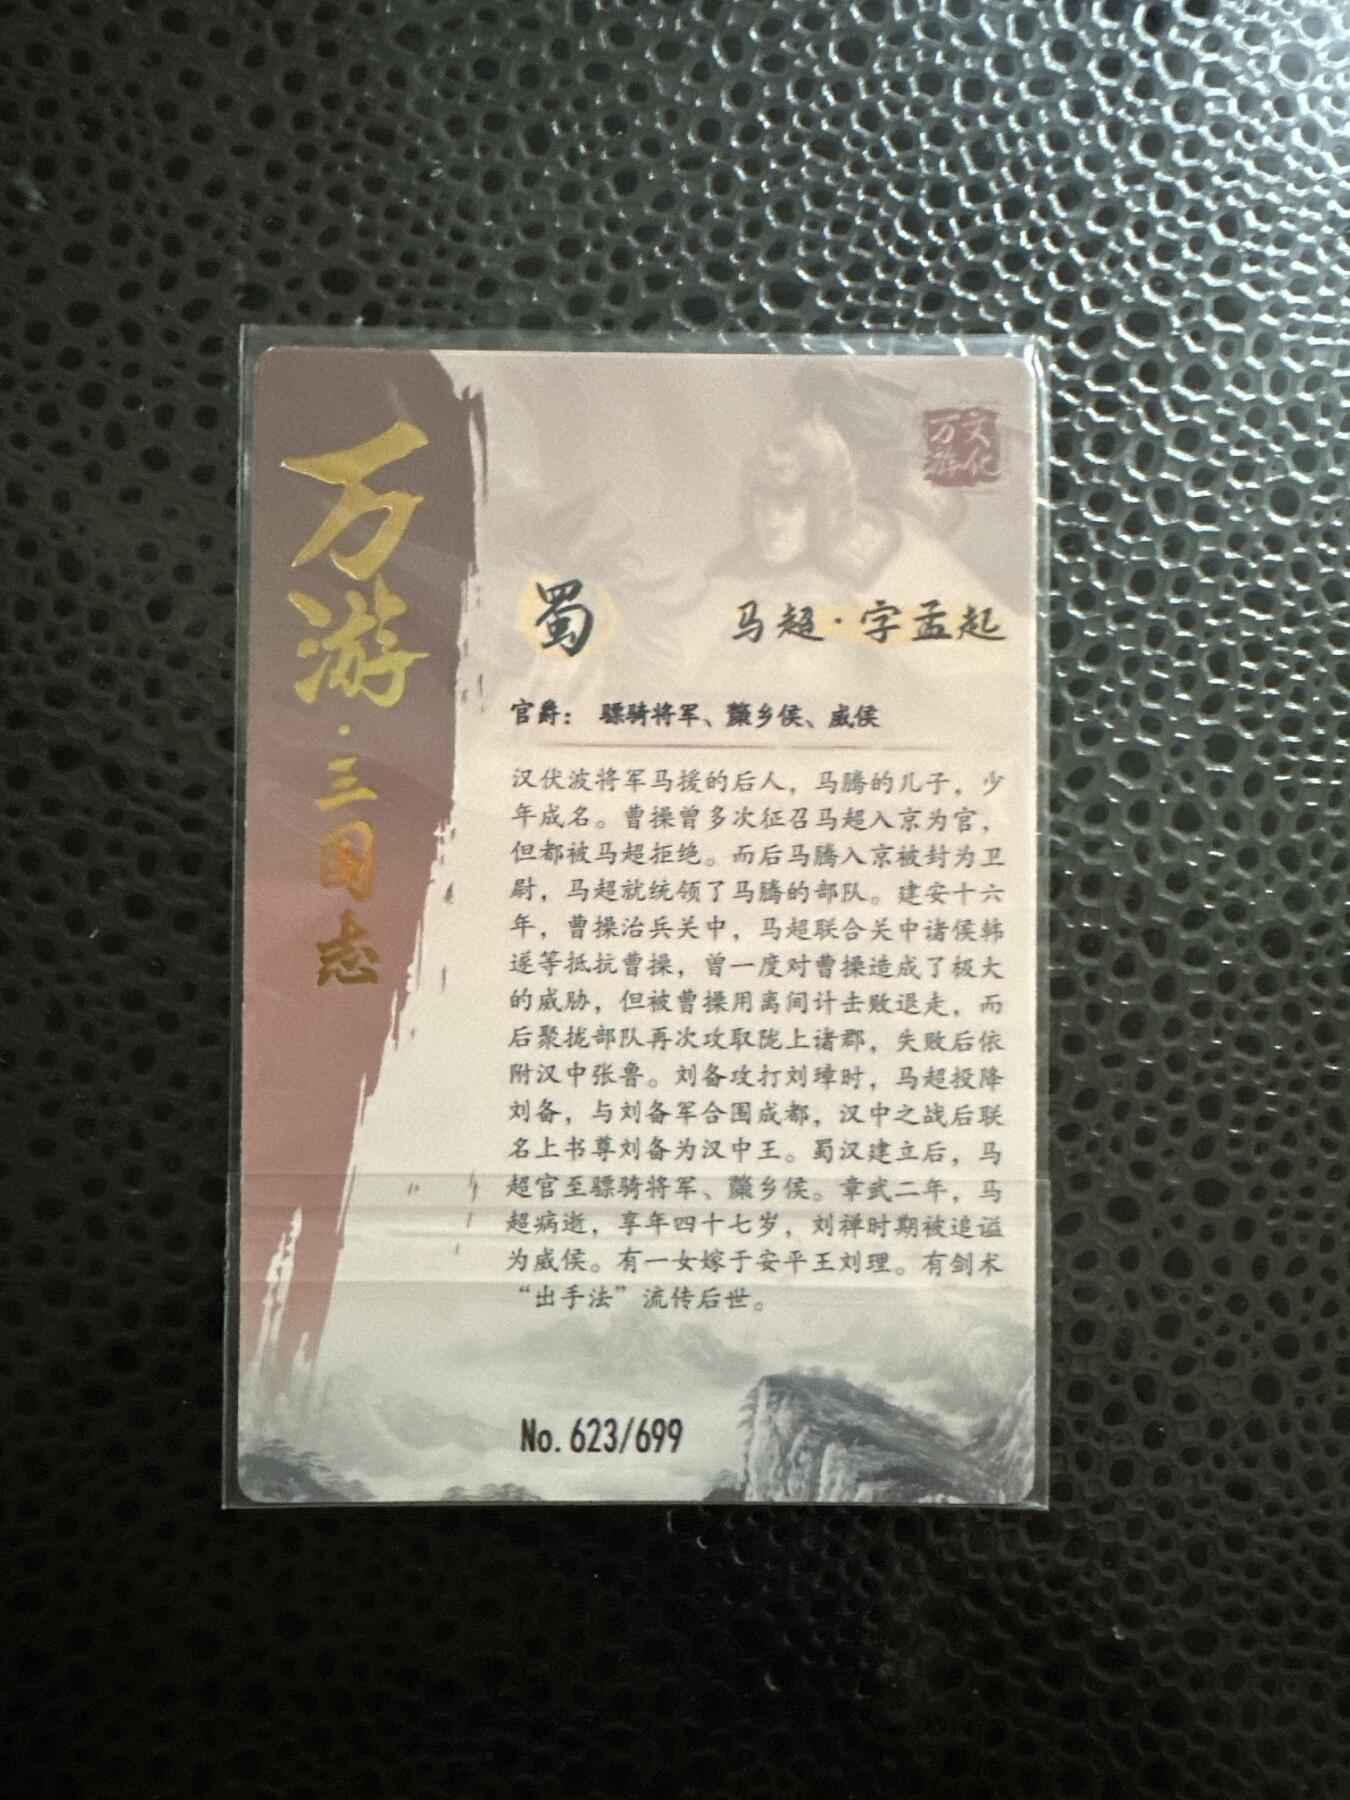 万游·三国志
万游
文化
蜀
马超·字孟起
官爵： 骠骑将军、斄乡侯、威侯
汉伏波将军马援的后人，马腾的儿子，少
年成名。曹操曾多次征召马超入京为官，
但都被马超拒绝。而后马腾入京被封为卫
尉，马超就统领了马腾的部队。建安十六
年，曹操治兵关中，马超联合关中诸侯韩
遂等抵抗曹操，曾一度对曹操造成了极大
的威胁，但被曹操用离间计击败退走，而
后聚拢部队再次攻取陇上诸郡，失败后依
附汉中张鲁。刘备攻打刘璋时，马超投降
刘备，与刘备军合围成都，汉中之战后联
名上书尊刘备为汉中王。蜀汉建立后，马
超官至骠骑将军、斄乡侯。章武二年，马
超病逝，享年四十七岁，刘禅时期被追谥
为威侯。有一女嫁于安平王刘理。有剑术
“出手法”流传后世。
No. 623/699